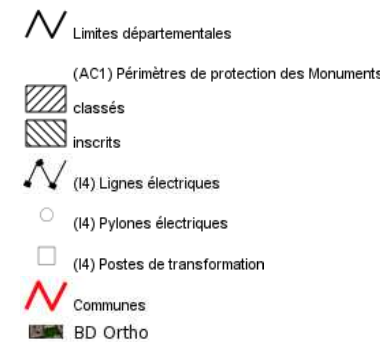 Limites départementales
(AC1) Périmètres de protection des Monuments
classés
inscrits
(I4) Lignes électriques
(I4) Pylones électriques
(I4) Postes de transformation
Communes
BD Ortho